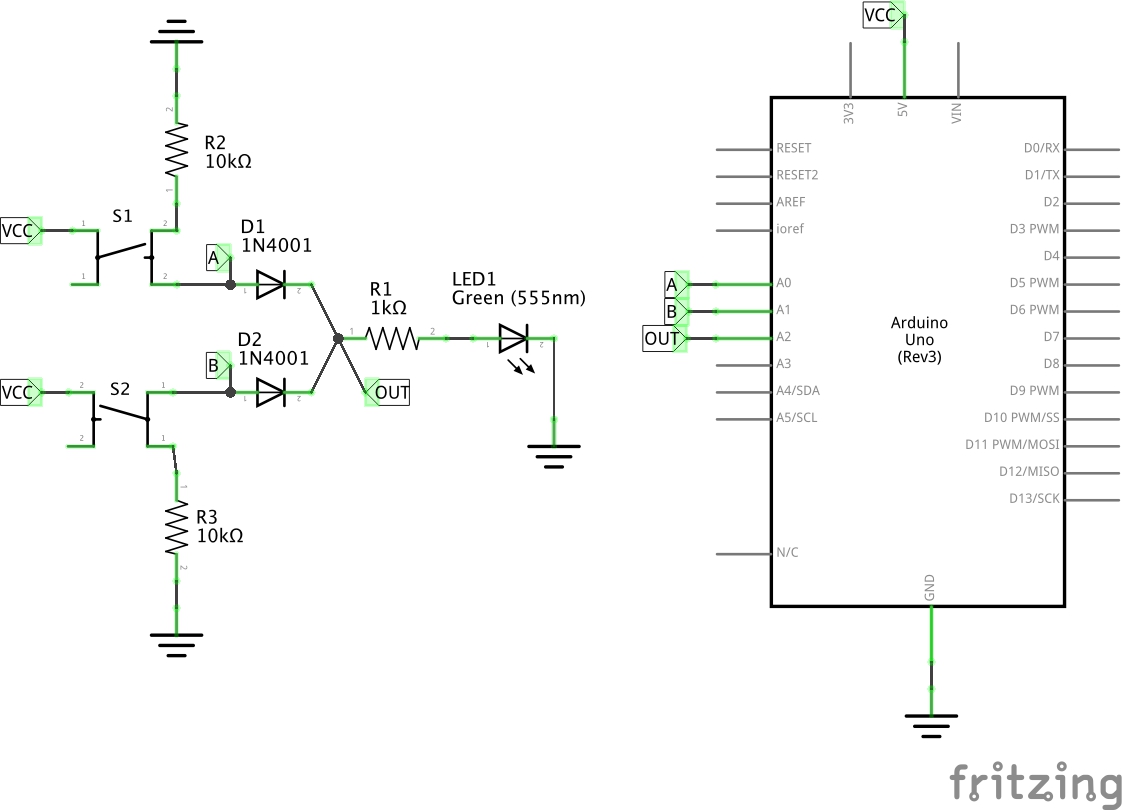 VCC
2
R2
10kΩ
1
VCC
1
S1
2
1
2
A
D1
1N4001
1
2
R1
1kΩ
1
2
LED1
Green (555nm)
1
2
D2
1N4001
B
1
2
OUT
VCC
2
S2
1
2
1
1
R3
10kΩ
2
VCC
3V3
5V
VIN
RESET
RESET2
AREF
ioref
A
A0
B
A1
OUT
A2
A3
A4/SDA
A5/SCL
N/C
Arduino
Uno
(Rev3)
D0/RX
D1/TX
D2
D3 PWM
D4
D5 PWM
D6 PWM
D7
D8
D9 PWM
D10 PWM/SS
D11 PWM/MOSI
D12/MISO
D13/SCK
GND
fritzing